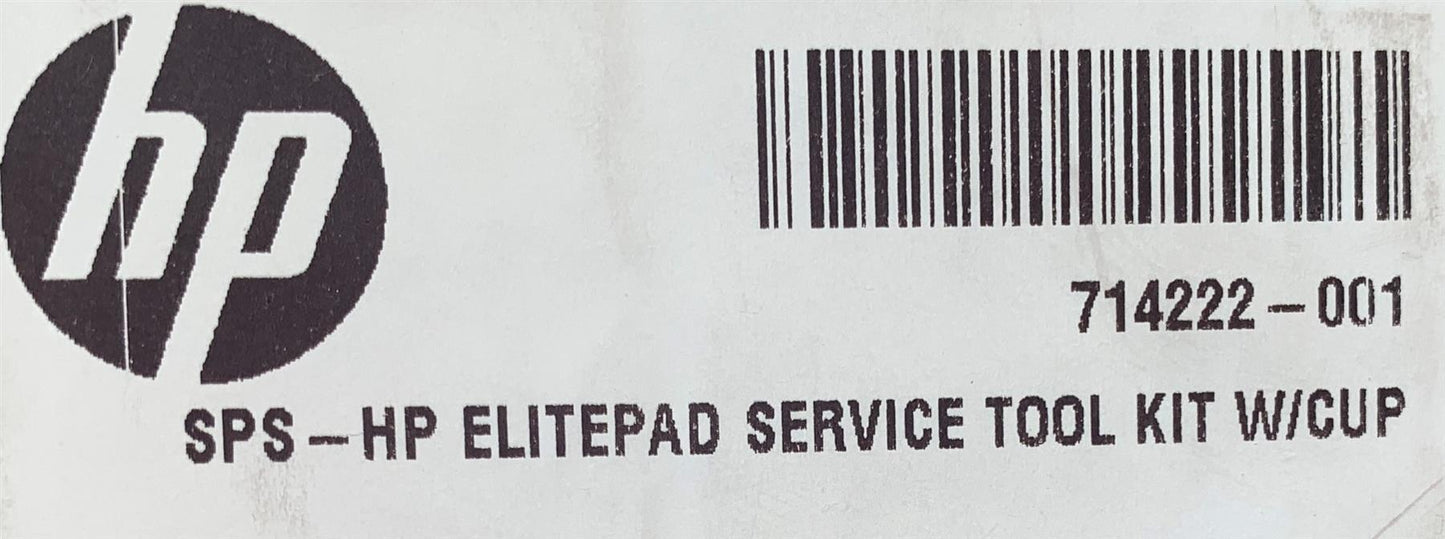 hp
714222-001
SPS-HP ELITEPAD SERVICE TOOL KIT W/CUP